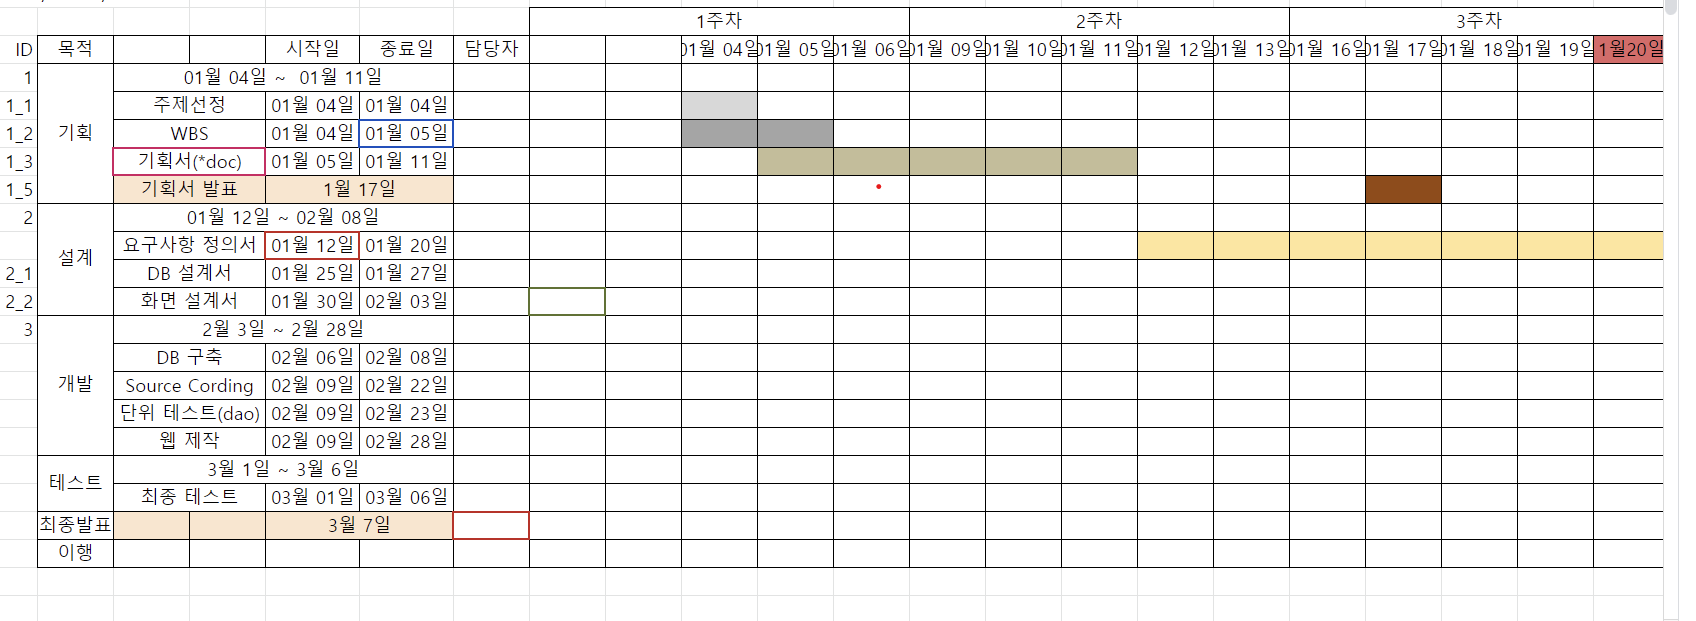 1주차 2주차 3주차
ID 목적 시작일 종료일 담당자 01월 04일 01월 05일 01월 06일 01월 09일 01월 10일 01월 11일 01월 12일 01월 13일 01월 16일 01월 17일 01월 18일 01월 19일 1월20일
1 01월 04일 ~ 01월 11일
1_1 주제선정 01월 04일 01월 04일
기획
1_2 WBS 01월 04일 01월 05일
1_3 기획서(*doc) 01월 05일 01월 11일
1_5 기획서 발표 1월 17일
2 01월 12일 ~ 02월 08일
요구사항 정의서 01월 12일 01월 20일
설계
2_1 DB 설계서 01월 25일 01월 27일
2_2 화면 설계서 01월 30일 02월 03일
3 2월 3일 ~ 2월 28일
DB 구축 02월 06일 02월 08일
개발
Source Cording 02월 09일 02월 22일
단위 테스트(dao) 02월 09일 02월 23일
웹 제작 02월 09일 02월 28일
3월 1일 ~ 3월 6일
테스트
최종 테스트 03월 01일 03월 06일
최종발표 3월 7일
이행